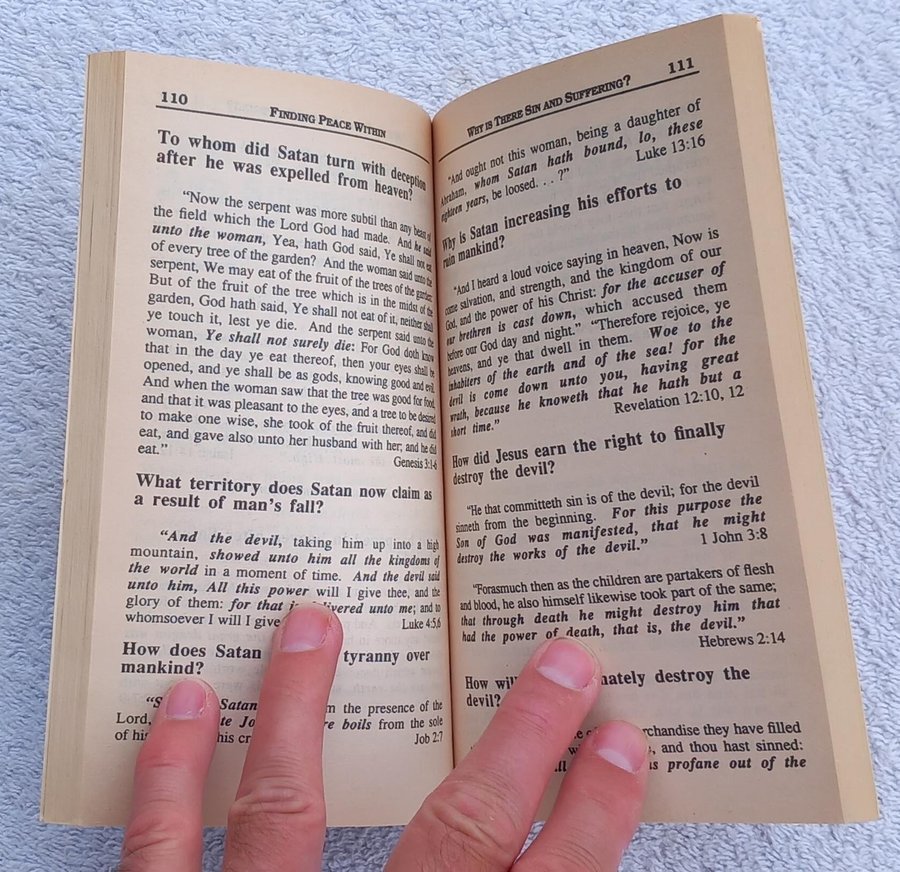 110
FINDING PEACE WITHIN
To whom did Satan turn with deception
after he was expelled from heaven?
"Now the serpent was more subtil than any beast of
the field which the Lord God had made. And he said
unto the woman, Yea, hath God said, Ye shall not eat
of every tree of the garden? And the woman said unto the
serpent, We may eat of the fruit of the trees of the garden:
But of the fruit of the tree which is in the midst of the
garden, God hath said, Ye shall not eat of it, neither shall
ye touch it, lest ye die. And the serpent said unto the
woman, Ye shall not surely die: For God doth know
that in the day ye eat thereof, then your eyes shall be
opened, and ye shall be as gods, knowing good and evil.
And when the woman saw that the tree was good for food,
and that it was pleasant to the eyes, and a tree to be desired
to make one wise, she took of the fruit thereof, and did
eat, and gave also unto her husband with her; and he did
eat."
Genesis 3:1-6
What territory does Satan now claim as
a result of man's fall?
"And the devil, taking him up into a high
mountain, showed unto him all the kingdoms of
the world in a moment of time. And the devil said
unto him, All this power will I give thee, and the
glory of them: for that is delivered unto me; and to
whomsoever I will I give
Luke 4:5,6
How does Satan tyranny over
mankind?
Satan the presence of the
Lord, boils from the sole
of his
Job 2:7
WHY IS THERE SIN AND SUFFERING?
111
"And ought not this woman, being a daughter of
Abraham, whom Satan hath bound, lo, these
eighteen years, be loosed. . . ?"
Luke 13:16
Why is Satan increasing his efforts to
ruin mankind?
"And I heard a loud voice saying in heaven, Now is
come salvation, and strength, and the kingdom of our
God, and the power of his Christ: for the accuser of
our brethren is cast down, which accused them
before our God day and night." "Therefore rejoice, ye
heavens, and ye that dwell in them. Woe to the
inhabiters of the earth and of the sea! for the
devil is come down unto you, having great
wrath, because he knoweth that he hath but a
short time."
Revelation 12:10, 12
How did Jesus earn the right to finally
destroy the devil?
"He that committeth sin is of the devil; for the devil
sinneth from the beginning. For this purpose the
Son of God was manifested, that he might
destroy the works of the devil."
1 John 3:8
"Forasmuch then as the children are partakers of flesh
and blood, he also himself likewise took part of the same;
that through death he might destroy him that
had the power of death, that is, the devil."
Hebrews 2:14
How destroy the
devil?
they have filled
and thou hast sinned:
profane out of the